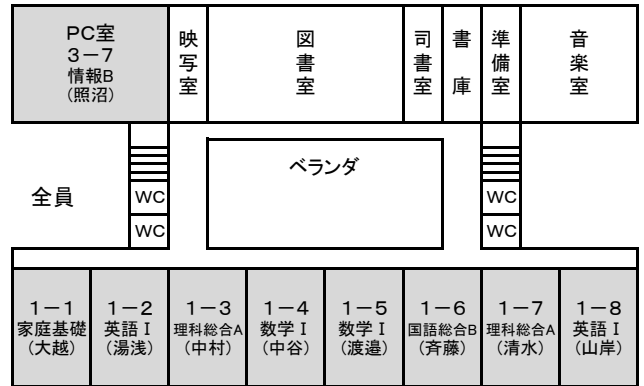 PC室
3－7
情報B
(照沼)
映写室
図書室
司書室
書庫
準備室
音楽室
ベランダ
全員
WC
WC
WC
WC
1－1
家庭基礎
(大越)
1－2
英語Ⅰ
(湯浅)
1－3
理科総合A
(中村)
1－4
数学Ⅰ
(中谷)
1－5
数学Ⅰ
(渡邉)
1－6
国語総合B
(斉藤)
1－7
理科総合A
(清水)
1－8
英語Ⅰ
(山岸)